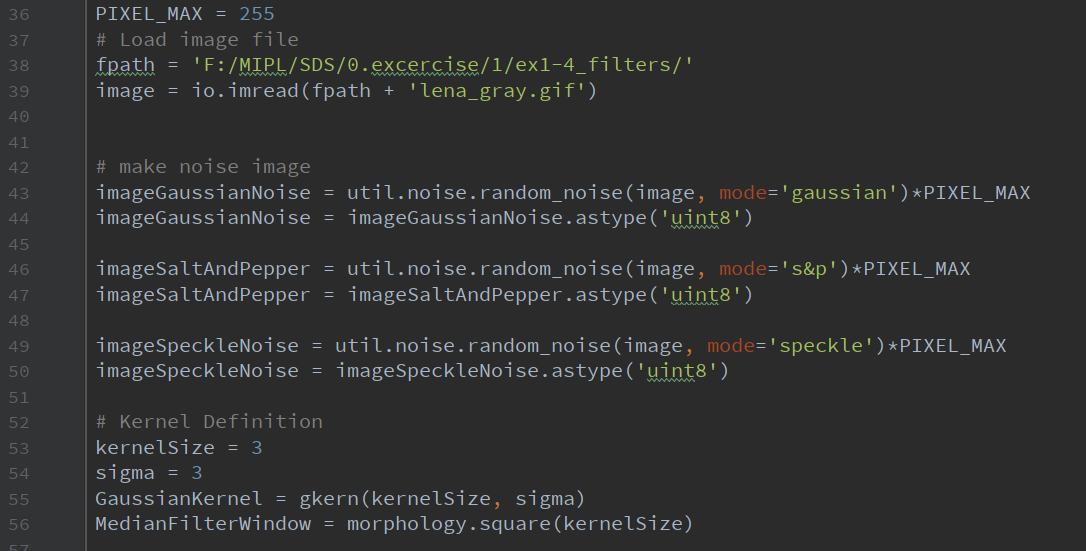 36 PIXEL_MAX = 255
37 # Load image file
38 fpath = 'F:/MIPL/SDS/0.excercise/1/ex1-4_filters/'
39 image = io.imread(fpath + 'lena_gray.gif')
40
41
42 # make noise image
43 imageGaussianNoise = util.noise.random_noise(image, mode='gaussian')*PIXEL_MAX
44 imageGaussianNoise = imageGaussianNoise.astype('uint8')
45
46 imageSaltAndPepper = util.noise.random_noise(image, mode='s&p')*PIXEL_MAX
47 imageSaltAndPepper = imageSaltAndPepper.astype('uint8')
48
49 imageSpeckleNoise = util.noise.random_noise(image, mode='speckle')*PIXEL_MAX
50 imageSpeckleNoise = imageSpeckleNoise.astype('uint8')
51
52 # Kernel Definition
53 kernelSize = 3
54 sigma = 3
55 GaussianKernel = gkern(kernelSize, sigma)
56 MedianFilterWindow = morphology.square(kernelSize)
57